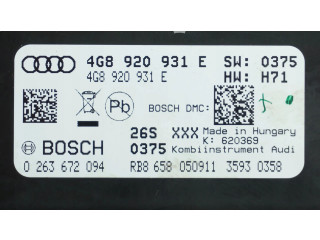 4G8 920 931 E SW: 0375
4G8 920 931 E HW: H71
Pb BOSCH DMC:
26S XXX Made in Hungary
K: 620369
BOSCH 0375 Kombiinstrument Audi
0 263 672 094 RB8 658 050911 3593 0358